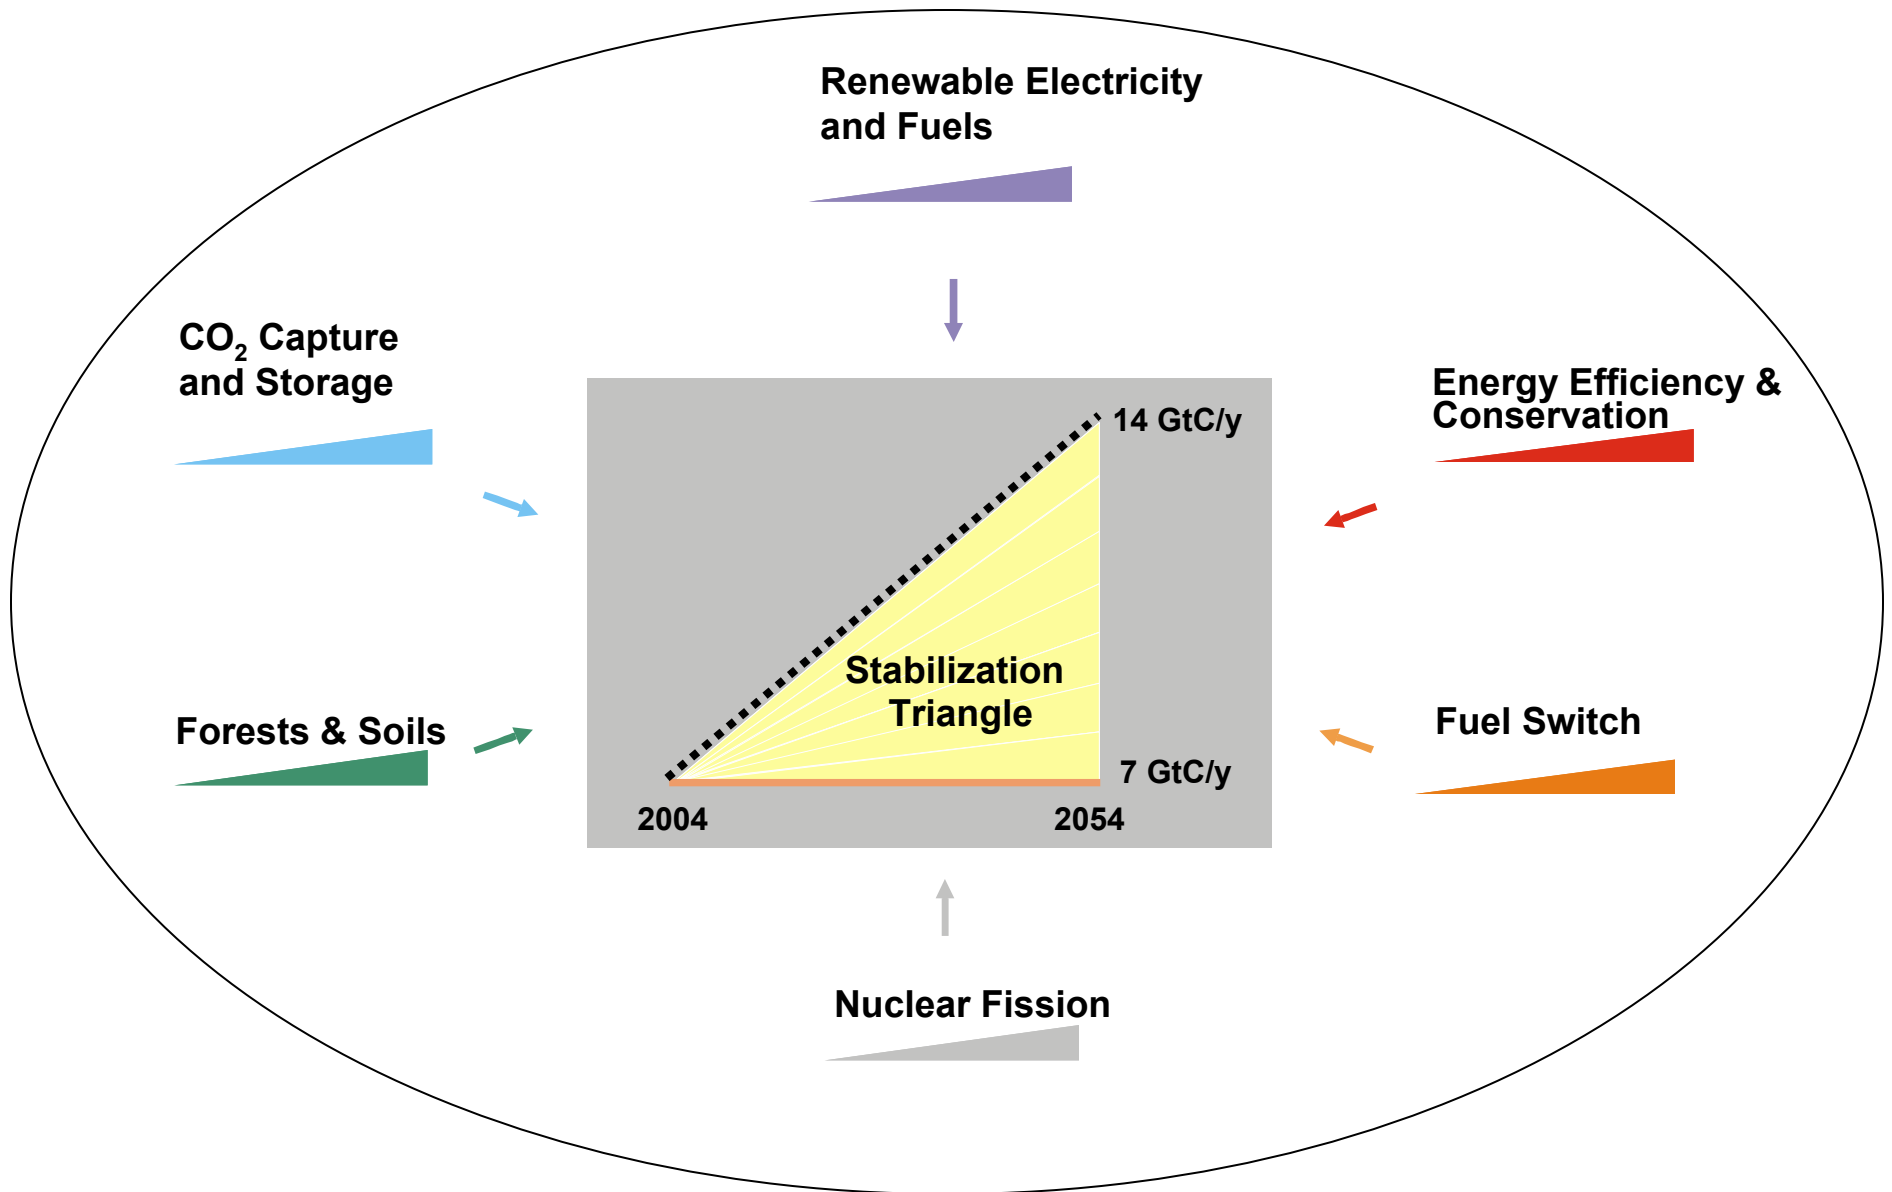 Renewable Electricity
and Fuels
CO₂ Capture
and Storage
Energy Efficiency &
Conservation
14 GtC/y
Stabilization
Triangle
Forests & Soils
Fuel Switch
7 GtC/y
2004
2054
Nuclear Fission